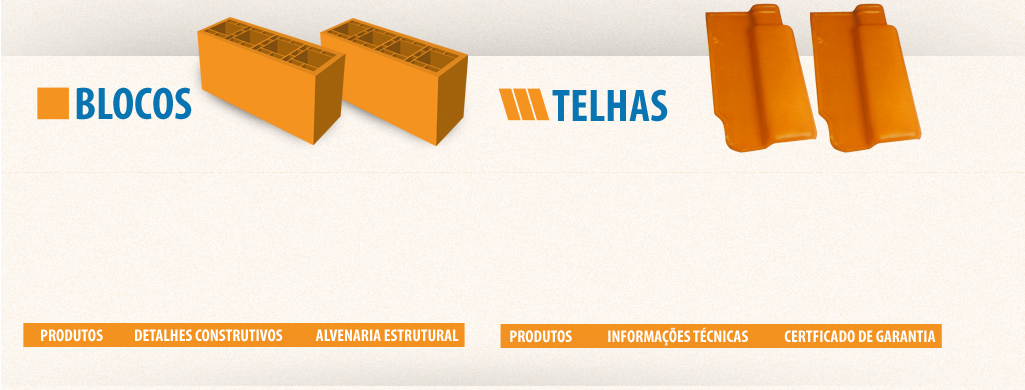 BLOCOS
TELHAS
PRODUTOS DETALHES CONSTRUTIVOS ALVENARIA ESTRUTURAL
PRODUTOS INFORMAÇÕES TÉCNICAS CERTFICADO DE GARANTIA